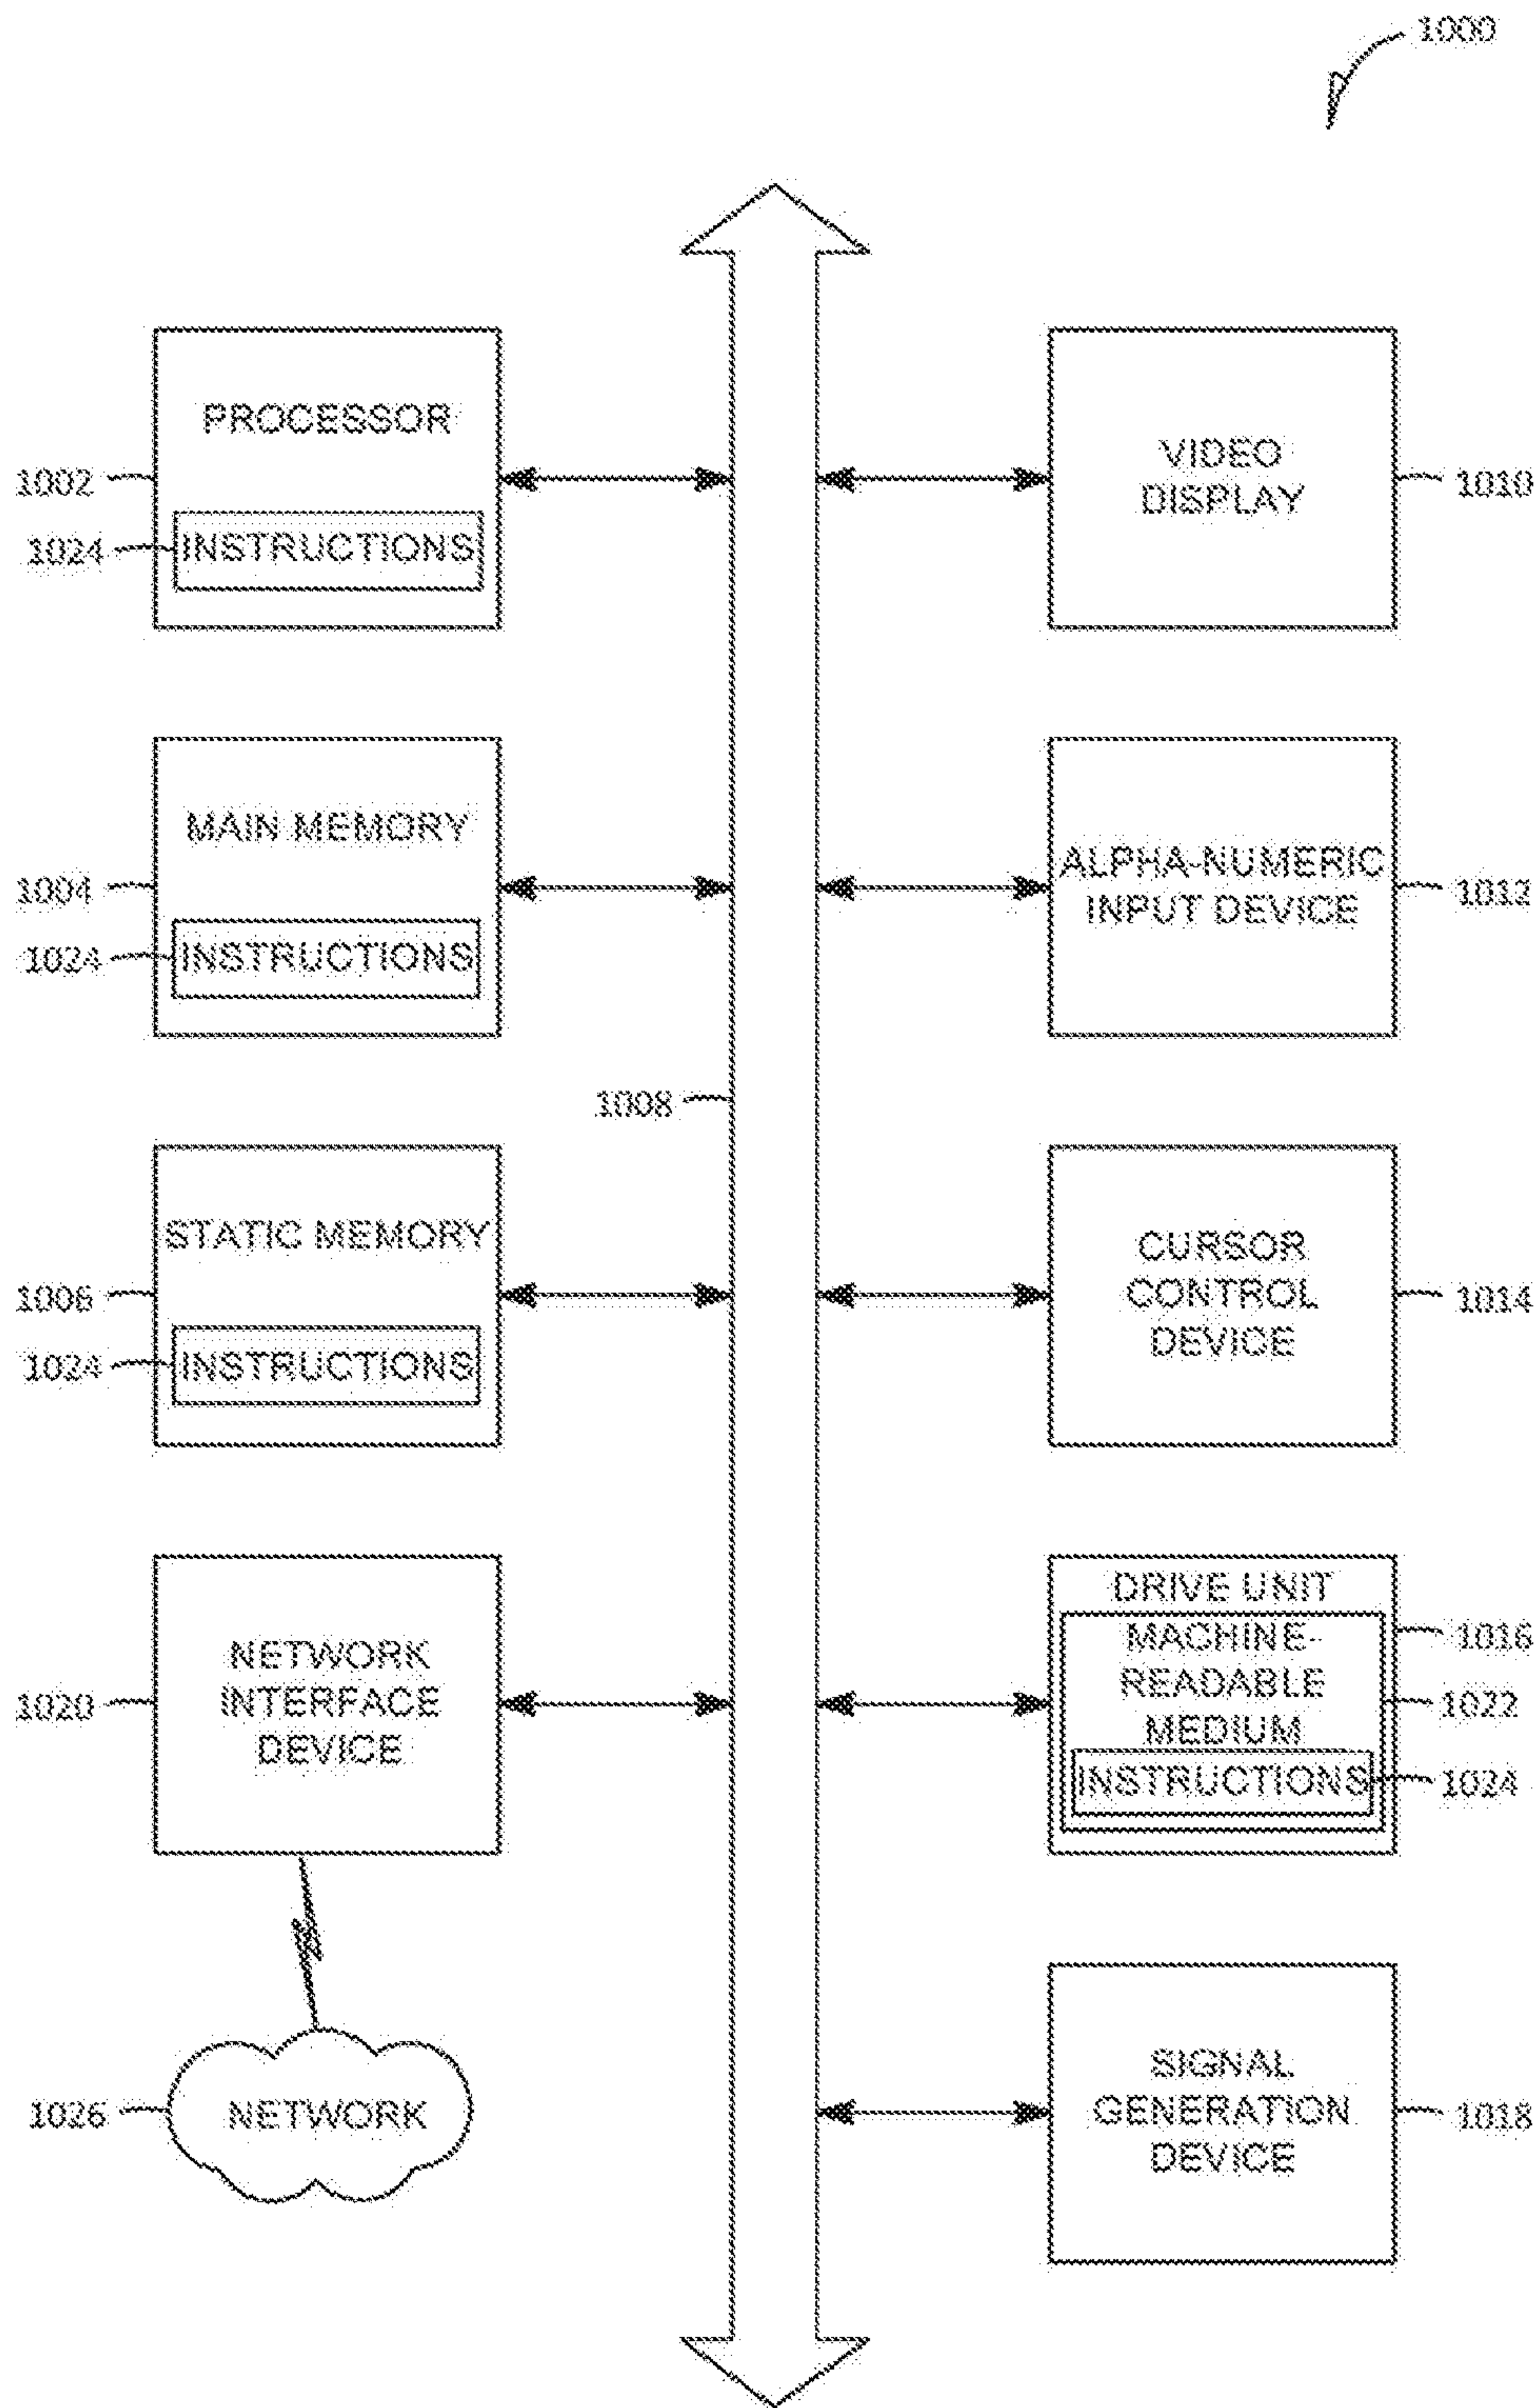 1000
PROCESSOR
1002
1024
INSTRUCTIONS
VIDEO
DISPLAY
1010
MAIN MEMORY
1004
1024
INSTRUCTIONS
ALPHA-NUMERIC
INPUT DEVICE
1012
1008
STATIC MEMORY
1006
1024
INSTRUCTIONS
CURSOR
CONTROL
DEVICE
1014
NETWORK
INTERFACE
DEVICE
1020
DRIVE UNIT
1016
MACHINE-
READABLE
MEDIUM
1022
INSTRUCTIONS
1024
1026
NETWORK
SIGNAL
GENERATION
DEVICE
1018